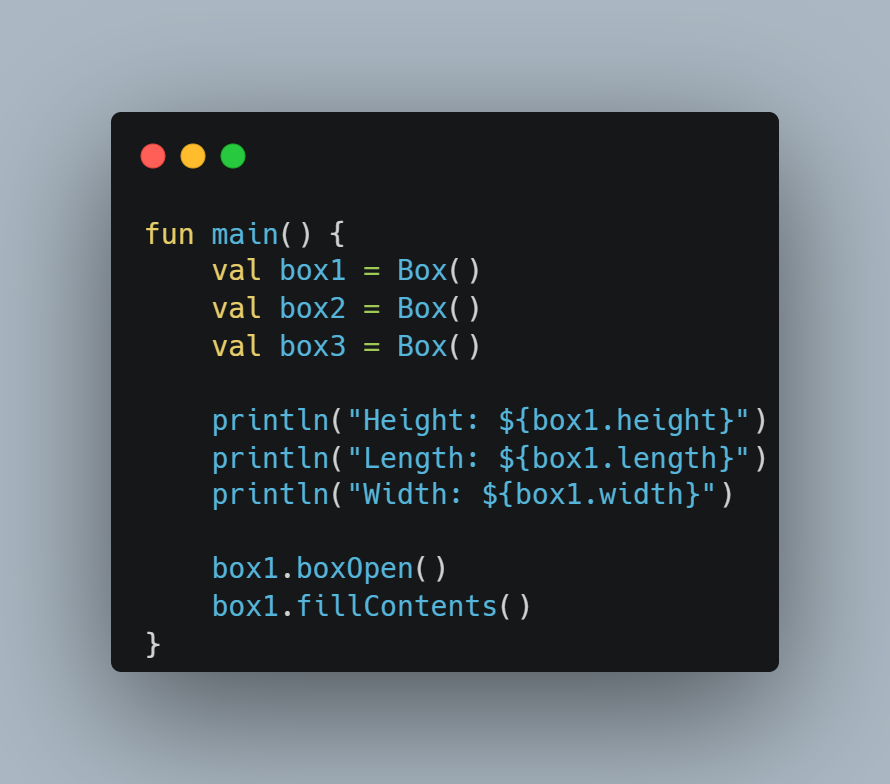 fun main() {
    val box1 = Box()
    val box2 = Box()
    val box3 = Box()

    println("Height: ${box1.height}")
    println("Length: ${box1.length}")
    println("Width: ${box1.width}")

    box1.boxOpen()
    box1.fillContents()
}